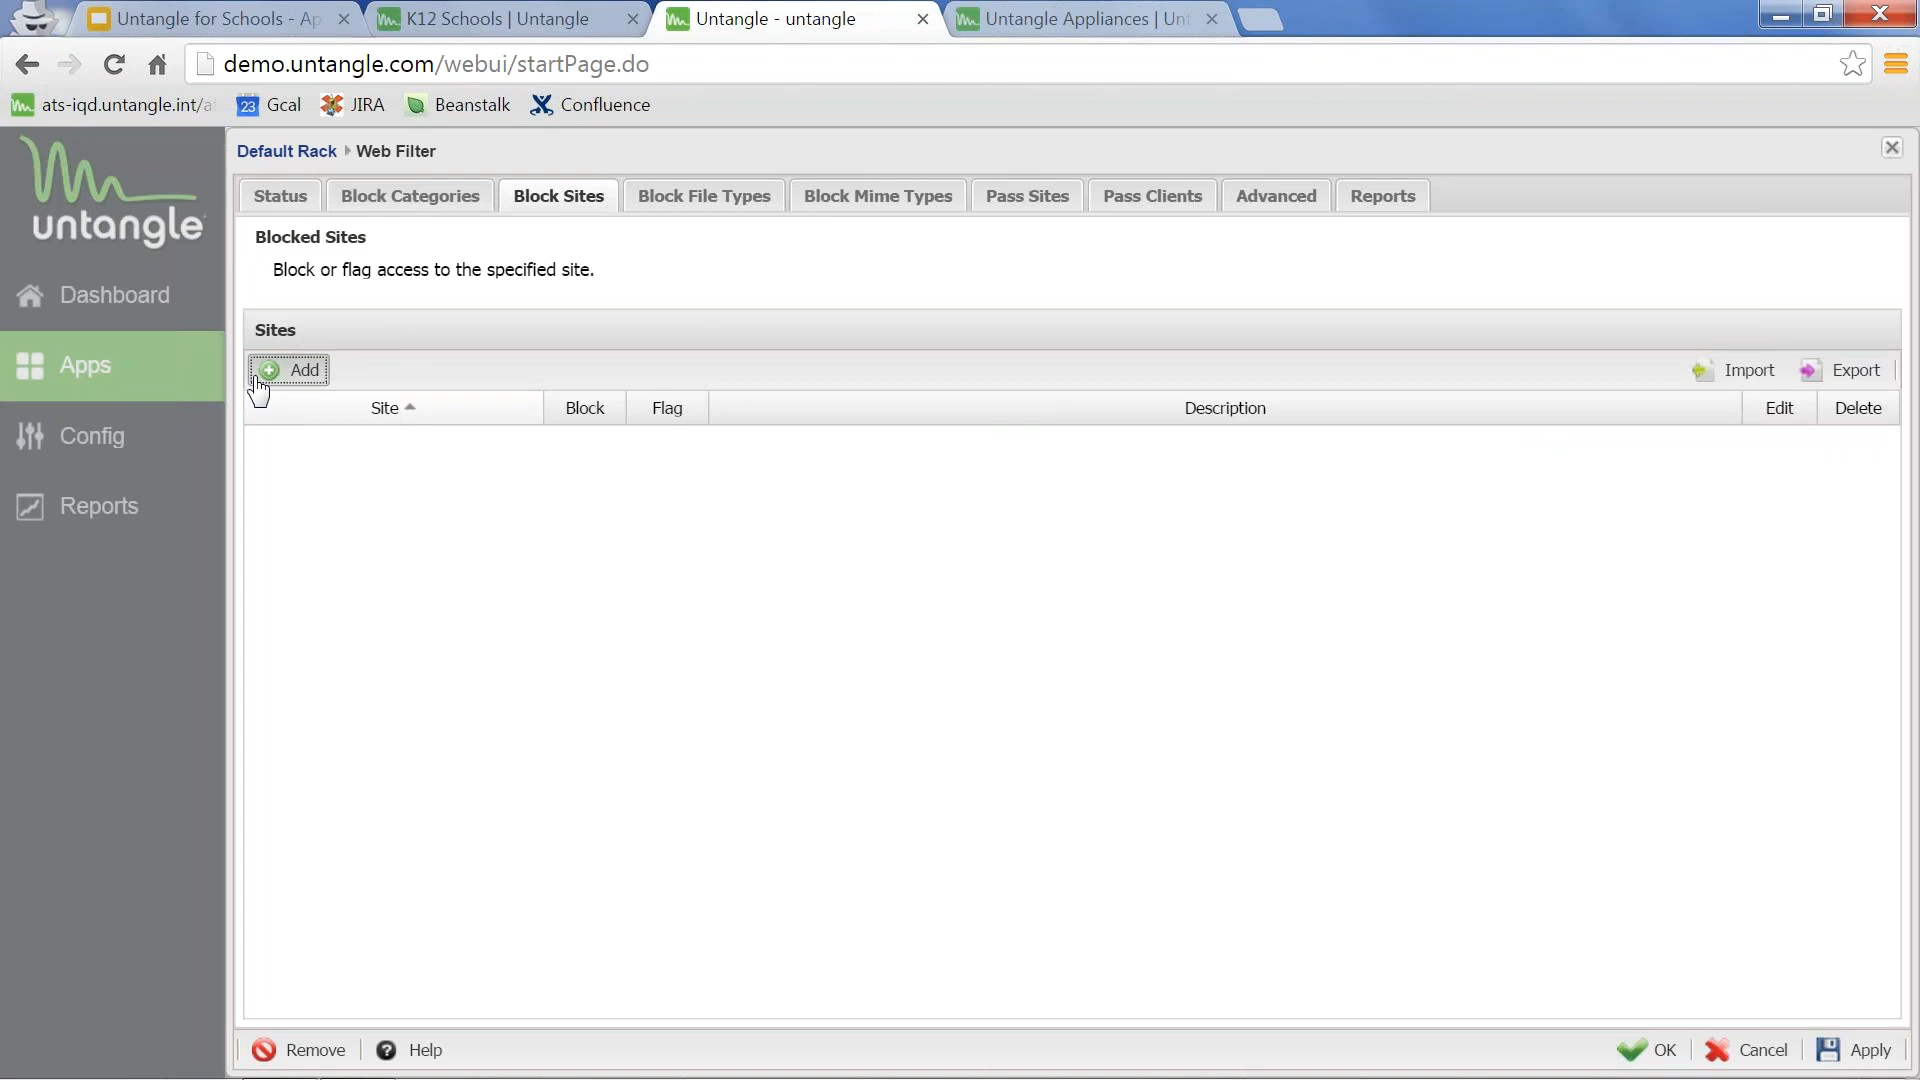 Untangle for Schools - Ap
K12 Schools | Untangle
Untangle - untangle
Untangle Appliances | Unt
demo.untangle.com/webui/startPage.do
ats-iqd.untangle.int/a
23 Gcal
JIRA
Beanstalk
Confluence
untangle
Dashboard
Apps
Config
Reports
Default Rack
Web Filter
Status
Block Categories
Block Sites
Block File Types
Block Mime Types
Pass Sites
Pass Clients
Advanced
Reports
Blocked Sites
Block or flag access to the specified site.
Sites
Add
Import
Export
Site
Block
Flag
Description
Edit
Delete
Remove
Help
OK
Cancel
Apply